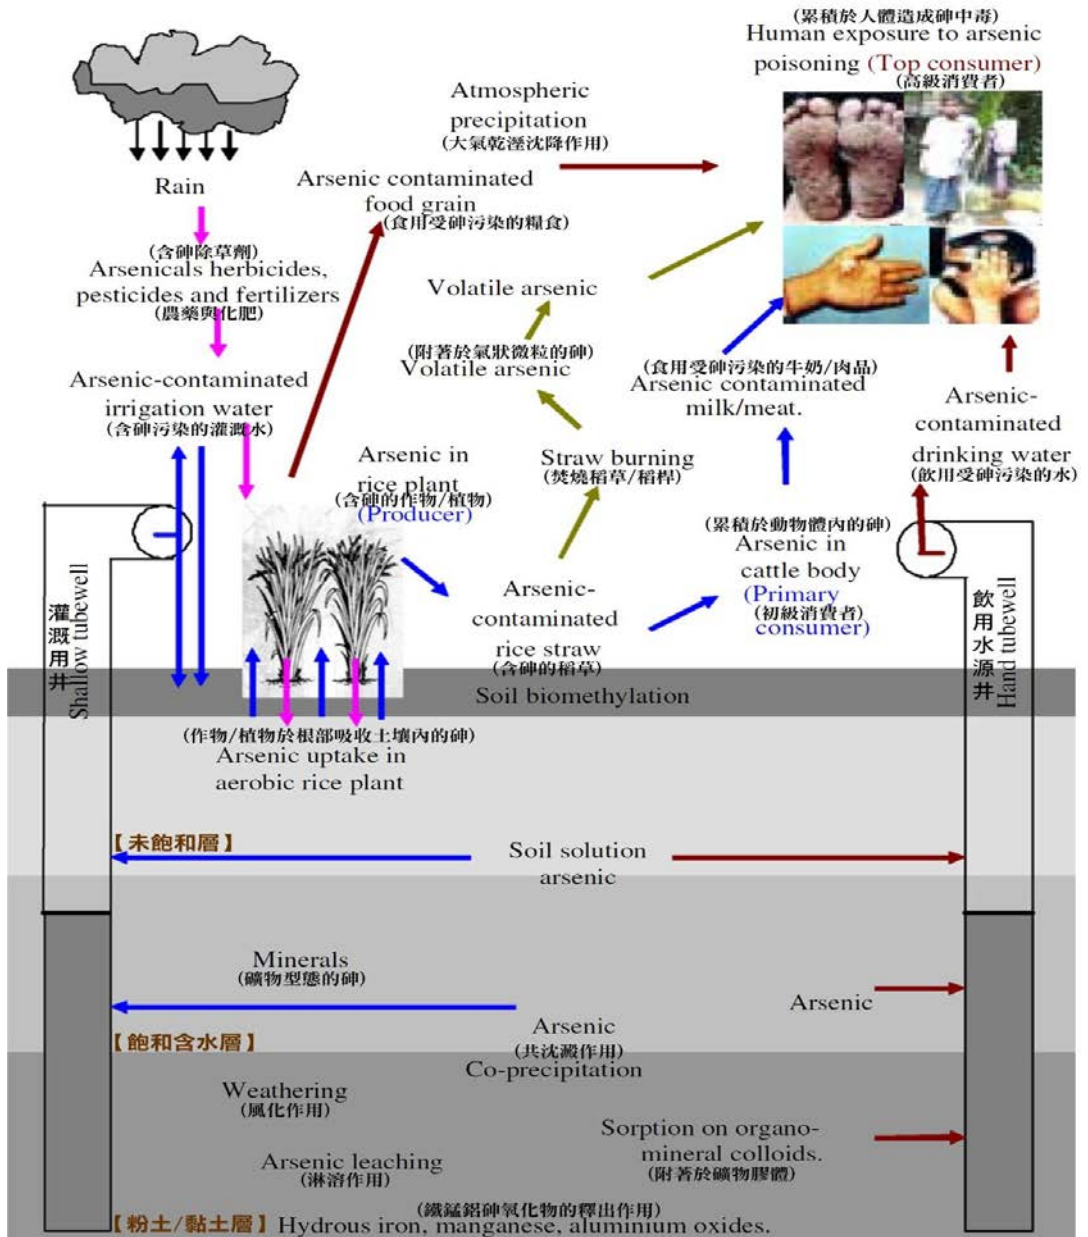 (累積於人體造成砷中毒)
Human exposure to arsenic
poisoning (Top consumer)
(高級消費者)
Atmospheric
precipitation
(大氣乾溼沈降作用)
Rain
Arsenic contaminated
food grain
(食用受砷污染的糧食)
(含砷除草劑)
Arsenicals herbicides,
pesticides and fertilizers
(農藥與化肥)
Volatile arsenic
(附著於氣狀微粒的砷)
Volatile arsenic
(食用受砷污染的牛奶/肉品)
Arsenic contaminated
milk/meat.
Arsenic-contaminated
irrigation water
(含砷污染的灌溉水)
Arsenic-
contaminated
drinking water
(飲用受砷污染的水)
Arsenic in
rice plant
(含砷的作物/植物)
(Producer)
Straw burning
(焚燒稻草/稻桿)
(累積於動物體內的砷)
Arsenic in
cattle body
(Primary
(初級消費者)
consumer)
Arsenic-
contaminated
rice straw
(含砷的稻草)
灌溉用井
Shallow tubewell
飲用水源井
Hand tubewell
Soil biomethylation
(作物/植物於根部吸收土壤內的砷)
Arsenic uptake in
aerobic rice plant
【未飽和層】
Soil solution
arsenic
Minerals
(礦物型態的砷)
Arsenic
Arsenic
(共沈澱作用)
Co-precipitation
【飽和含水層】
Weathering
(風化作用)
Sorption on organo-
mineral colloids.
(附著於礦物膠體)
Arsenic leaching
(淋溶作用)
(鐵錳鋁砷氧化物的釋出作用)
【粉土/黏土層】 Hydrous iron, manganese, aluminium oxides.